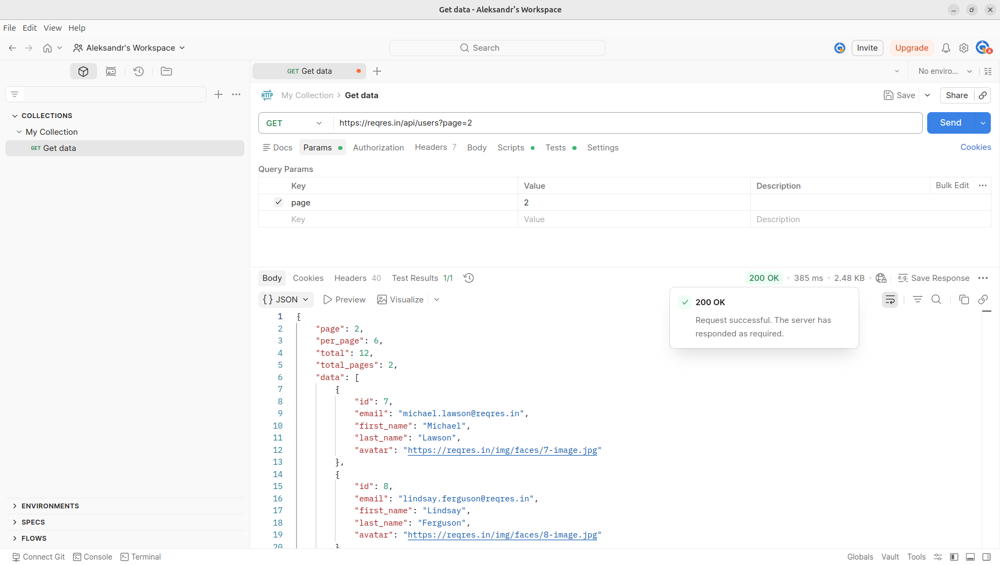 Get data - Aleksandr's Workspace
File Edit View Help
Aleksandr's Workspace
Search
Invite
Upgrade
A
GET Get data
No enviro...
HTTP My Collection > Get data
Save
Share
COLLECTIONS
My Collection
GET Get data
GET https://reqres.in/api/users?page=2
Send
Docs Params Authorization Headers 7 Body Scripts Tests Settings
Cookies
Query Params
Key Value Description Bulk Edit
page 2
Key Value Description
Body Cookies Headers 40 Test Results 1/1
200 OK 385 ms 2.48 KB e.g. Save Response
{} JSON Preview Visualize
200 OK
Request successful. The server has
responded as required.
1 {
2 "page": 2,
3 "per_page": 6,
4 "total": 12,
5 "total_pages": 2,
6 "data": [
7 {
8 "id": 7,
9 "email": "michael.lawson@reqres.in",
10 "first_name": "Michael",
11 "last_name": "Lawson",
12 "avatar": "https://reqres.in/img/faces/7-image.jpg"
13 },
14 {
15 "id": 8,
16 "email": "lindsay.ferguson@reqres.in",
17 "first_name": "Lindsay",
18 "last_name": "Ferguson",
19 "avatar": "https://reqres.in/img/faces/8-image.jpg"
20 }
ENVIRONMENTS
SPECS
FLOWS
Connect Git Console Terminal
Globals Vault Tools